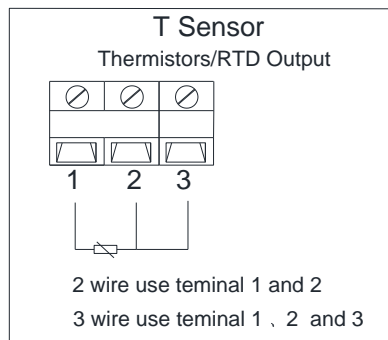 T Sensor
Thermistors/RTD Output
1 2 3
2 wire use teminal 1 and 2
3 wire use teminal 1 、2 and 3